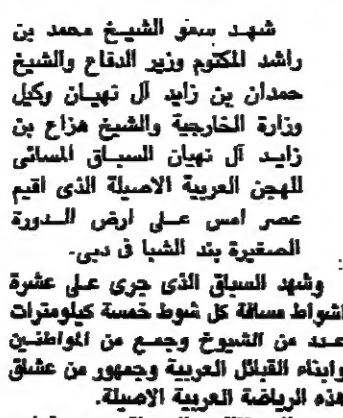 شهد سمو الشيخ محمد بن
راشد المكتوم وزير الدفاع والشيخ
حمدان بن زايد آل نهيان وكيل
وزارة الخارجية والشيخ هزاع بن
زايد آل نهيان السباق المسائى
للهجن العربية الاصيلة الذى اقيم
عصر امس على ارض الدورة
الصغيرة بند الشبا فى دبى.
وشهد السباق الذى جرى على عشرة
اشواط مسافة كل شوط خمسة كيلومترات
عدد من الشيوخ وجمع من المواطنين
وابناء القبائل العربية وجمهور من عشاق
هذه الرياضة العربية الاصيلة.